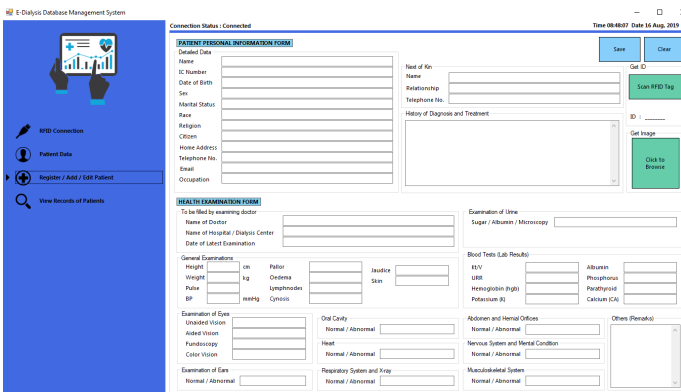 E-Dialysis Database Management System
Connection Status : Connected
Time 08:48:07 Date 16 Aug, 2019
RFID Connection
Patient Data
Register / Add / Edit Patient
View Records of Patients
PATIENT PERSONAL INFORMATION FORM
Save
Clear
Detailed Data
Name
IC Number
Date of Birth
Sex
Marital Status
Race
Religion
Citizen
Home Address
Telephone No.
Email
Occupation
Next of Kin
Name
Relationship
Telephone No.
History of Diagnosis and Treatment
Get ID
Scan RFID Tag
ID : ______
Get Image
Click to
Browse
HEALTH EXAMINATION FORM
To be filled by examining doctor
Name of Doctor
Name of Hospital / Dialysis Center
Date of Latest Examination
Examination of Urine
Sugar / Albumin / Microscopy
General Examinations
Height cm
Weight kg
Pulse
BP mmHg
Pallor
Oedema
Lymphnodes
Cynosis
Jaudice
Skin
Blood Tests (Lab Results)
Kt/V
URR
Hemoglobin (hgb)
Potassium (K)
Albumin
Phosphorus
Parathyroid
Calcium (CA)
Examination of Eyes
Unaided Vision
Aided Vision
Fundoscopy
Color Vision
Oral Cavity
Normal / Abnormal
Abdomen and Hernial Orifices
Normal / Abnormal
Others (Remarks)
Heart
Normal / Abnormal
Nervous System and Mental Condition
Normal / Abnormal
Examination of Ears
Normal / Abnormal
Respiratory System and X-ray
Normal / Abnormal
Musculoskeletal System
Normal / Abnormal